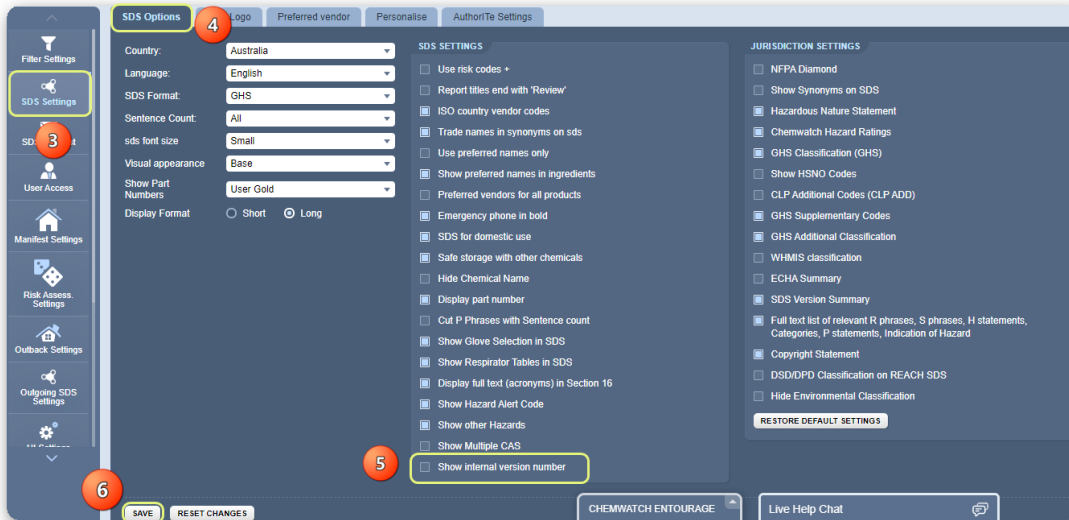 SDS Options
4
Logo
Preferred vendor
Personalise
AuthorITe Settings
Filter Settings
SDS Settings
3
SD
t
User Access
Manifest Settings
Risk Assess.
Settings
Outback Settings
Outgoing SDS
Settings
UI Settings
Country:
Australia
Language:
English
SDS Format:
GHS
Sentence Count:
All
sds font size
Small
Visual appearance
Base
Show Part
Numbers
User Gold
Display Format
Short
Long
SDS SETTINGS
Use risk codes +
Report titles end with 'Review'
ISO country vendor codes
Trade names in synonyms on sds
Use preferred names only
Show preferred names in ingredients
Preferred vendors for all products
Emergency phone in bold
SDS for domestic use
Safe storage with other chemicals
Hide Chemical Name
Display part number
Cut P Phrases with Sentence count
Show Glove Selection in SDS
Show Respirator Tables in SDS
Display full text (acronyms) in Section 16
Show Hazard Alert Code
Show other Hazards
Show Multiple CAS
5
Show internal version number
JURISDICTION SETTINGS
NFPA Diamond
Show Synonyms on SDS
Hazardous Nature Statement
Chemwatch Hazard Ratings
GHS Classification (GHS)
Show HSNO Codes
CLP Additional Codes (CLP ADD)
GHS Supplementary Codes
GHS Additional Classification
WHMIS classification
ECHA Summary
SDS Version Summary
Full text list of relevant R phrases, S phrases, H statements,
Categories, P statements, Indication of Hazard
Copyright Statement
DSD/DPD Classification on REACH SDS
Hide Environmental Classification
RESTORE DEFAULT SETTINGS
6
SAVE
RESET CHANGES
CHEMWATCH ENTOURAGE
Live Help Chat